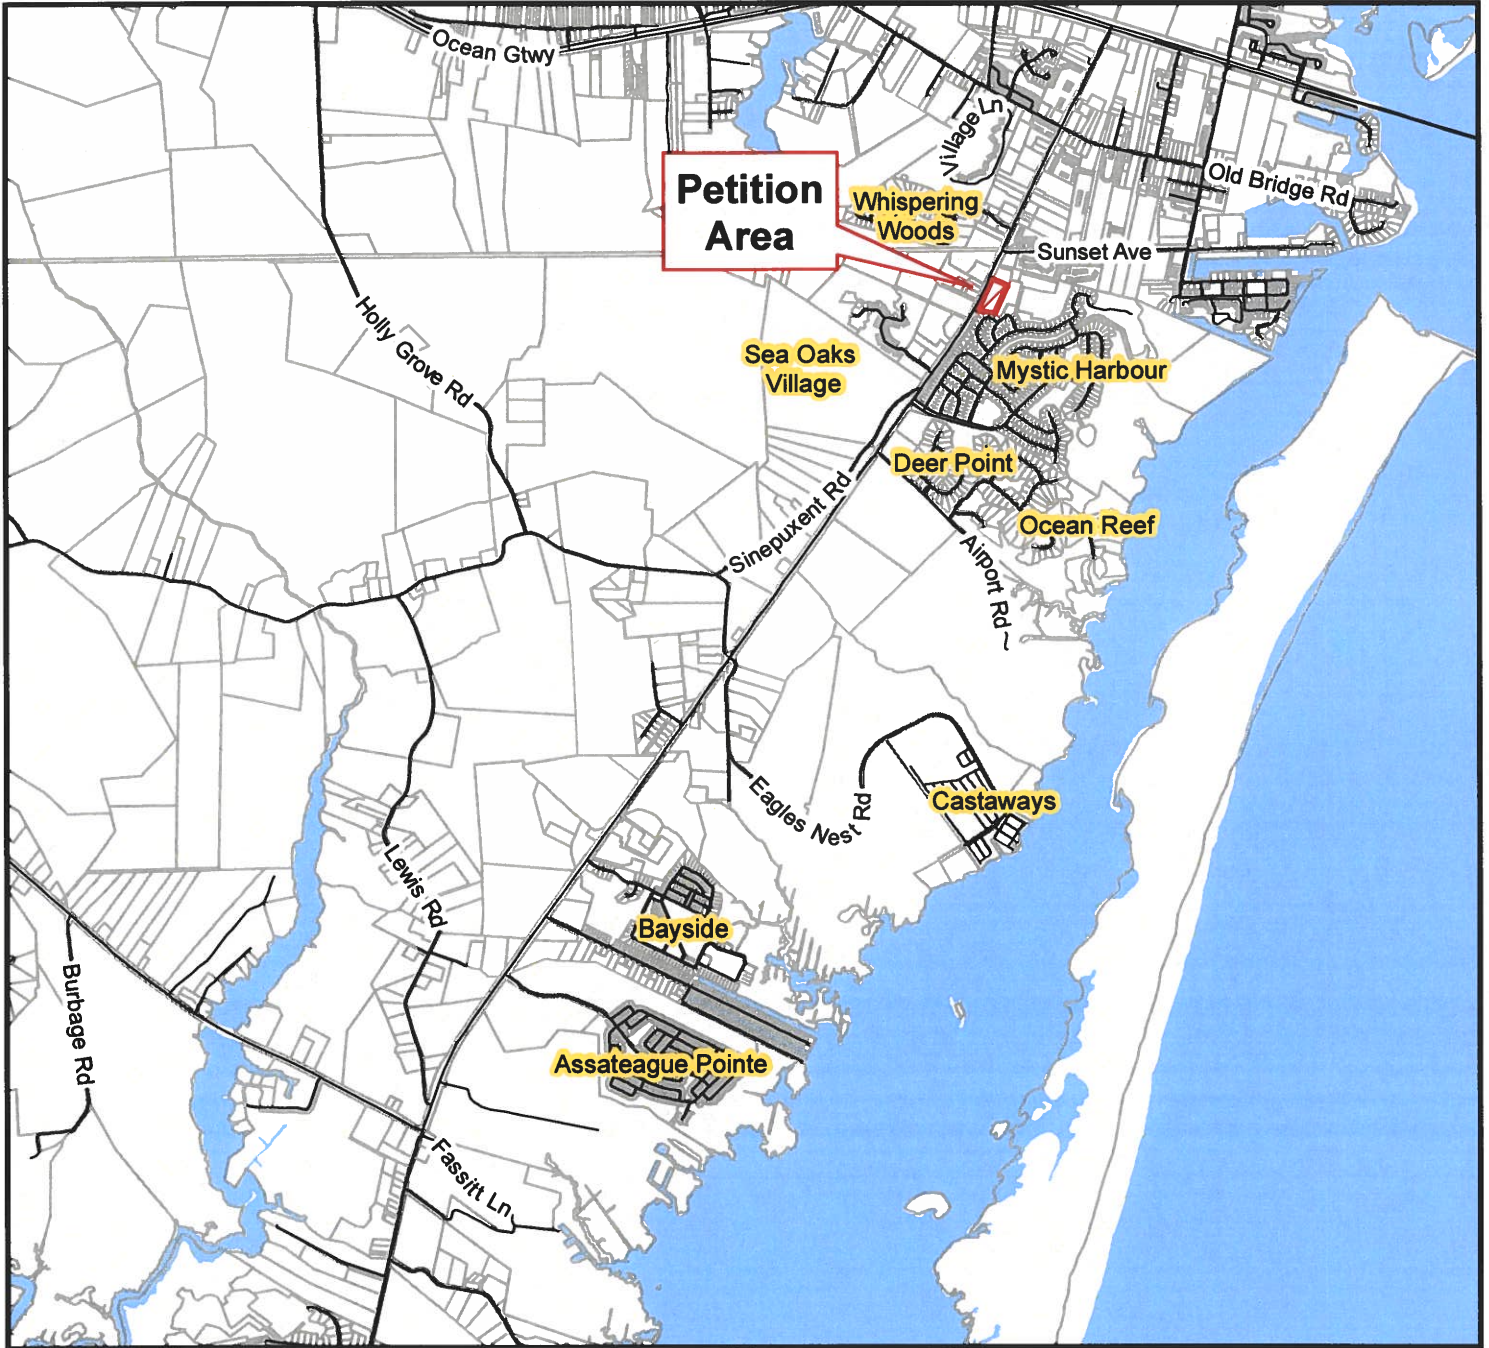 Ocean Gtwy
Village Ln
Old Bridge Rd
Petition
Area
Whispering
Woods
Sunset Ave
Holly Grove Rd
Sea Oaks
Village
Mystic Harbour
Deer Point
Sinepuxent Rd
Ocean Reef
Airport Rd
Eagles Nest Rd
Castaways
Lewis Rd
Bayside
Burbage Rd
Assateague Pointe
Fassitt Ln